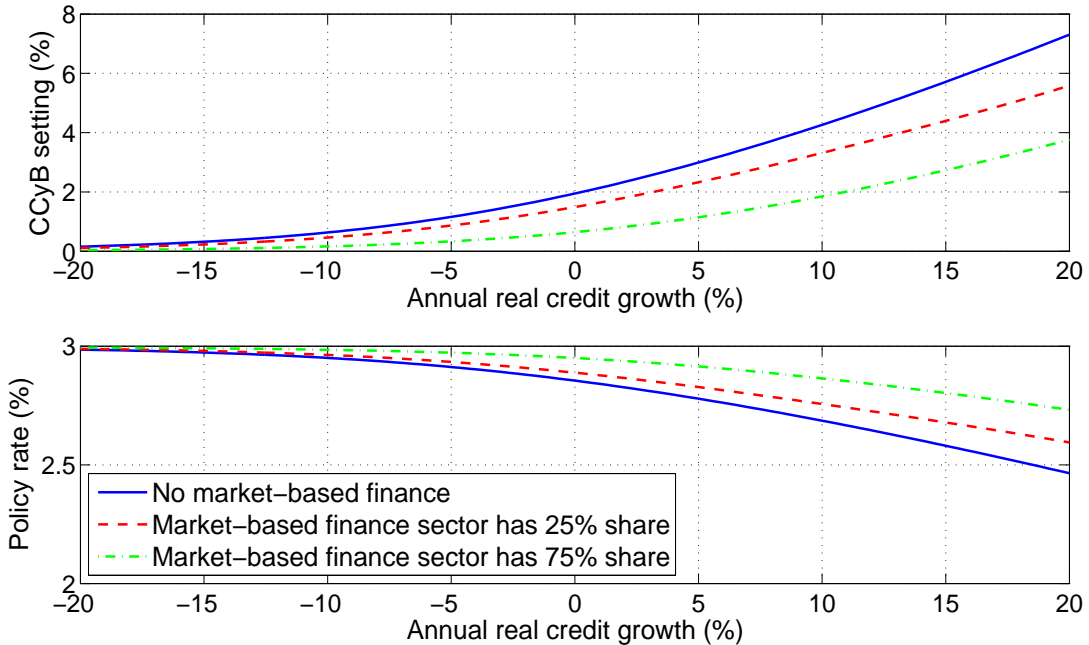 8
6
4
2
0
CCyB setting (%)
−20 −15 −10 −5 0 5 10 15 20
Annual real credit growth (%)
3
2.5
2
Policy rate (%)
No market−based finance
Market−based finance sector has 25% share
Market−based finance sector has 75% share
−20 −15 −10 −5 0 5 10 15 20
Annual real credit growth (%)